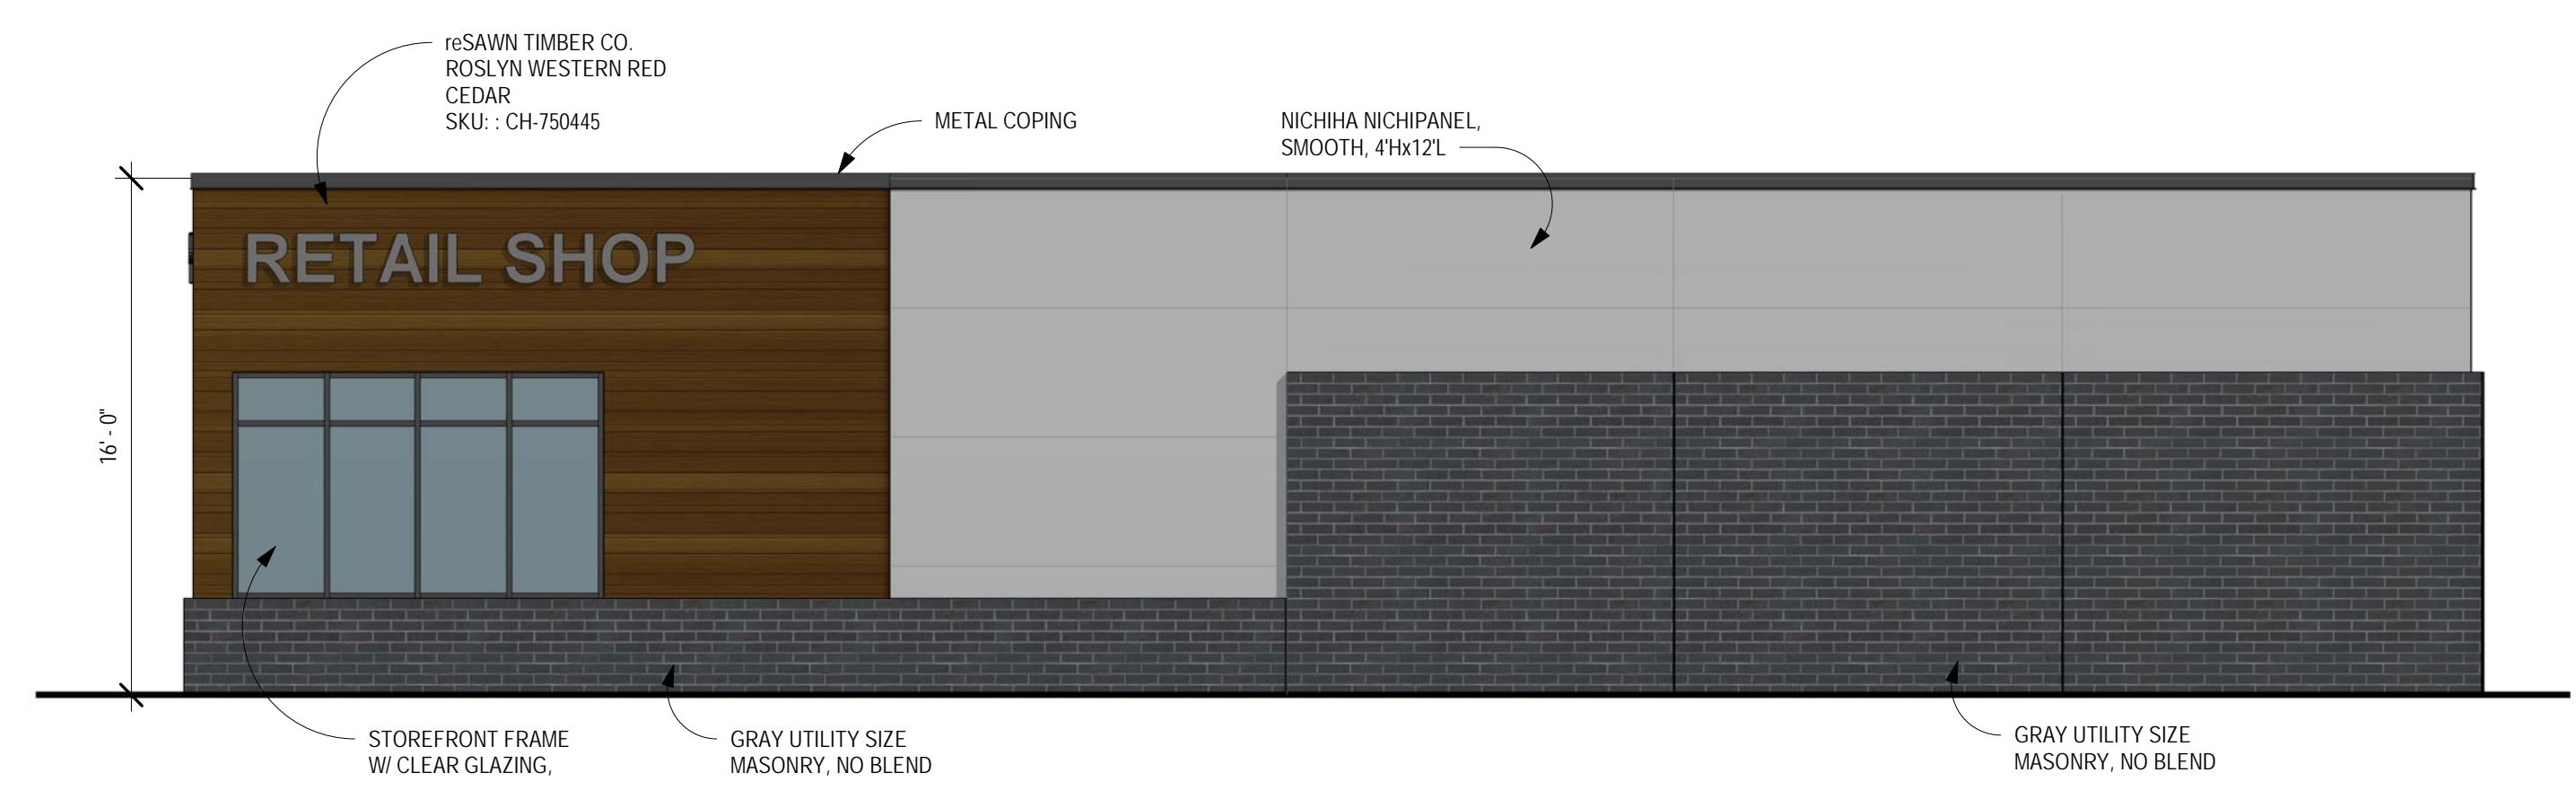 reSAWN TIMBER CO.
ROSLYN WESTERN RED
CEDAR
SKU: : CH-750445
METAL COPING
NICHIHA NICHIPANEL,
SMOOTH, 4'Hx12'L
RETAIL SHOP
16' - 0"
STOREFRONT FRAME
W/ CLEAR GLAZING,
GRAY UTILITY SIZE
MASONRY, NO BLEND
GRAY UTILITY SIZE
MASONRY, NO BLEND